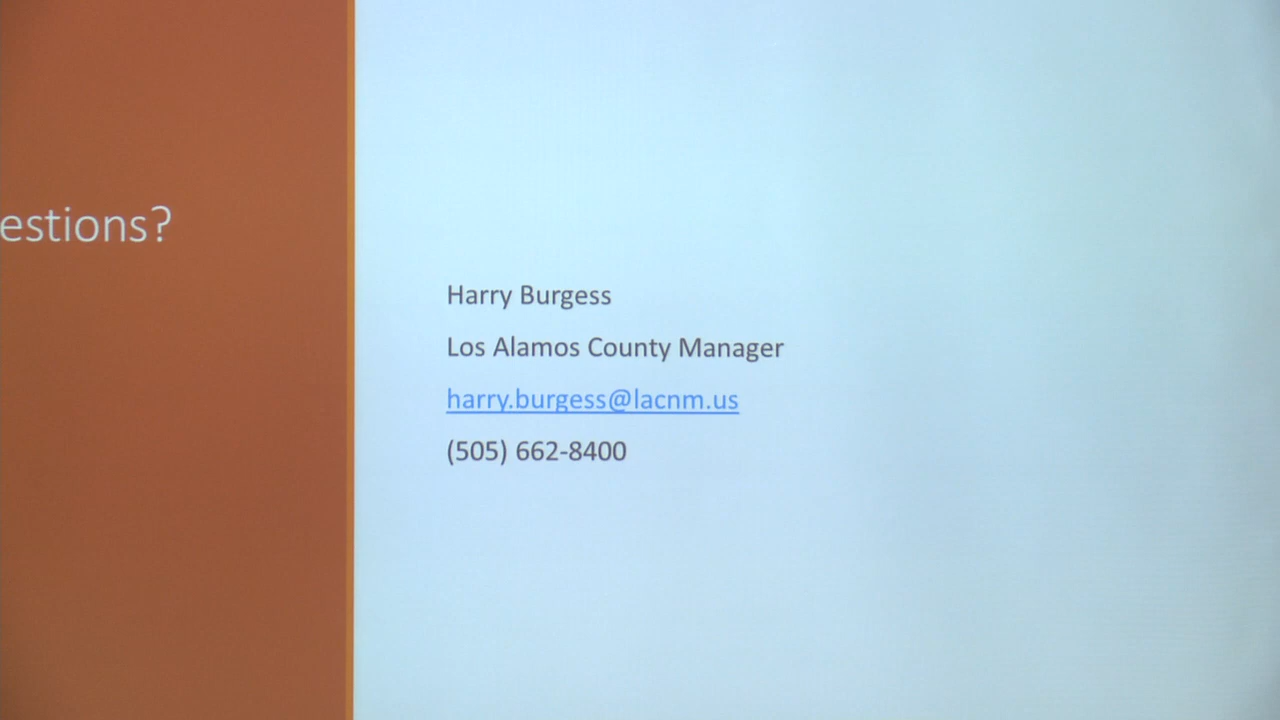 estions?
Harry Burgess
Los Alamos County Manager
harry.burgess@lacnm.us
(505) 662-8400